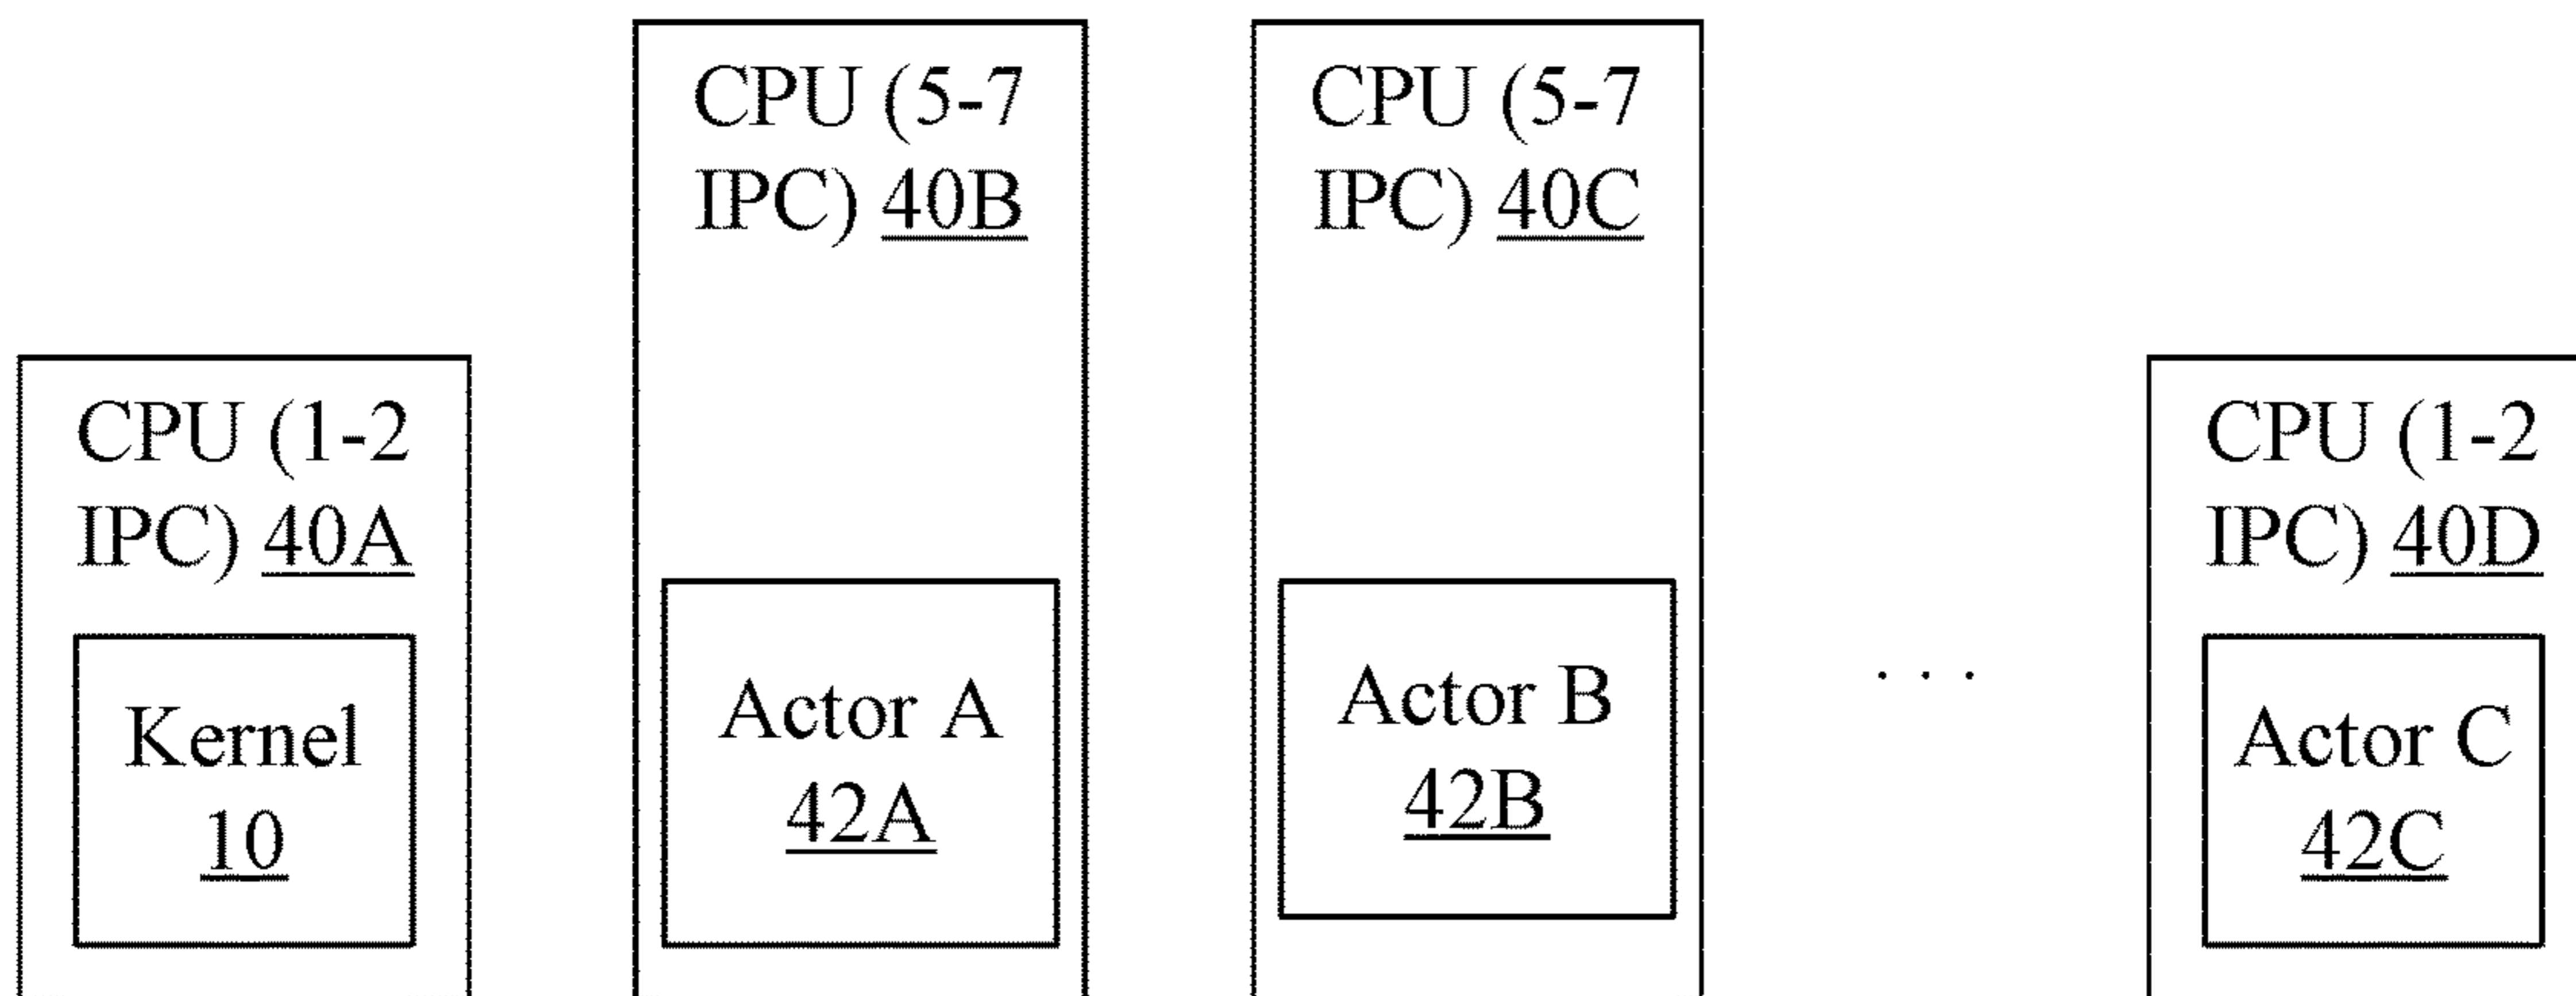 CPU (1-2
IPC) 40A
Kernel
10
CPU (5-7
IPC) 40B
Actor A
42A
CPU (5-7
IPC) 40C
Actor B
42B
. . .
CPU (1-2
IPC) 40D
Actor C
42C